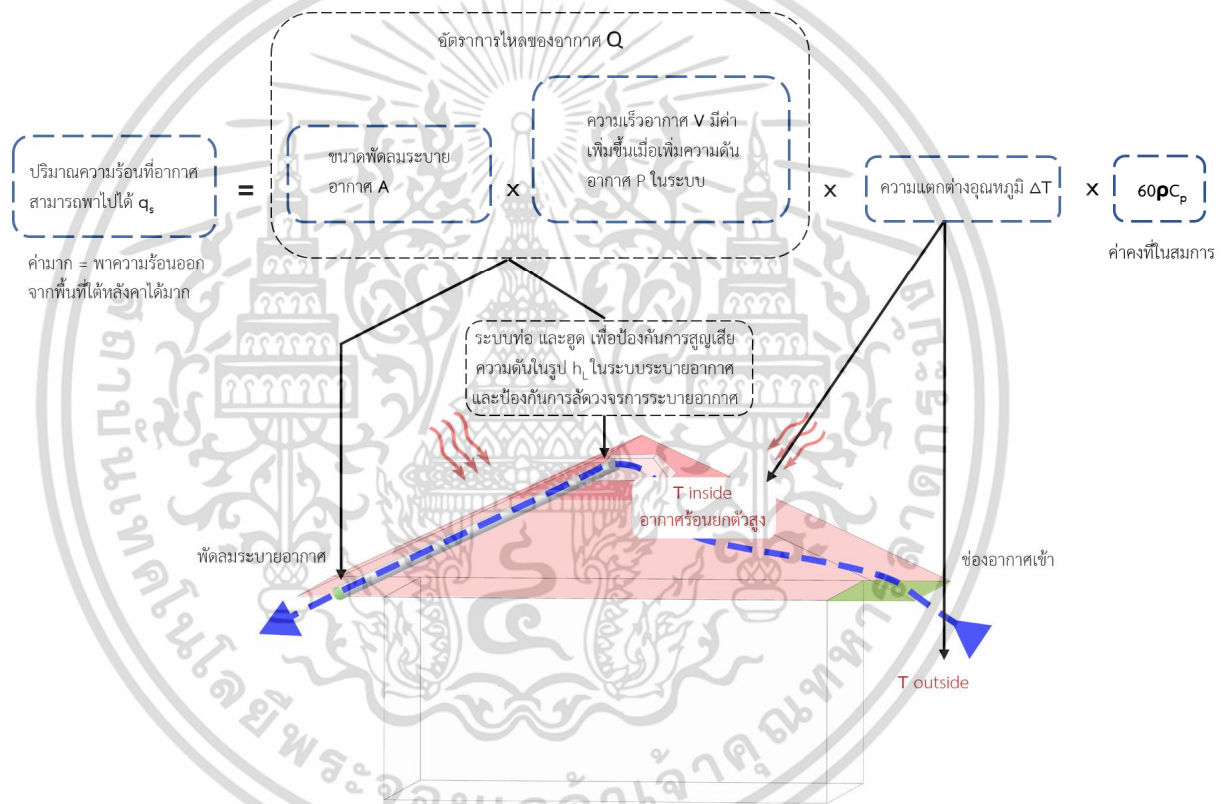 อัตราการไหลของอากาศ Q
ปริมาณความร้อนที่อากาศ
สามารถพาไปได้ qₛ
=
ขนาดพัดลมระบาย
อากาศ A
x
ความเร็วอากาศ V มีค่า
เพิ่มขึ้นเมื่อเพิ่มความดัน
อากาศ P ในระบบ
x
ความแตกต่างอุณหภูมิ ΔT
x
60ρCₚ
ค่ามาก = พาความร้อนออก
จากพื้นที่ใต้หลังคาได้มาก
ค่าคงที่ในสมการ
ระบบท่อ และฮูด เพื่อป้องกันการสูญเสีย
ความดันในรูป h_L ในระบบระบายอากาศ
และป้องกันการลัดวงจรการระบายอากาศ
T inside
อากาศร้อนยกตัวสูง
พัดลมระบายอากาศ
ช่องอากาศเข้า
T outside